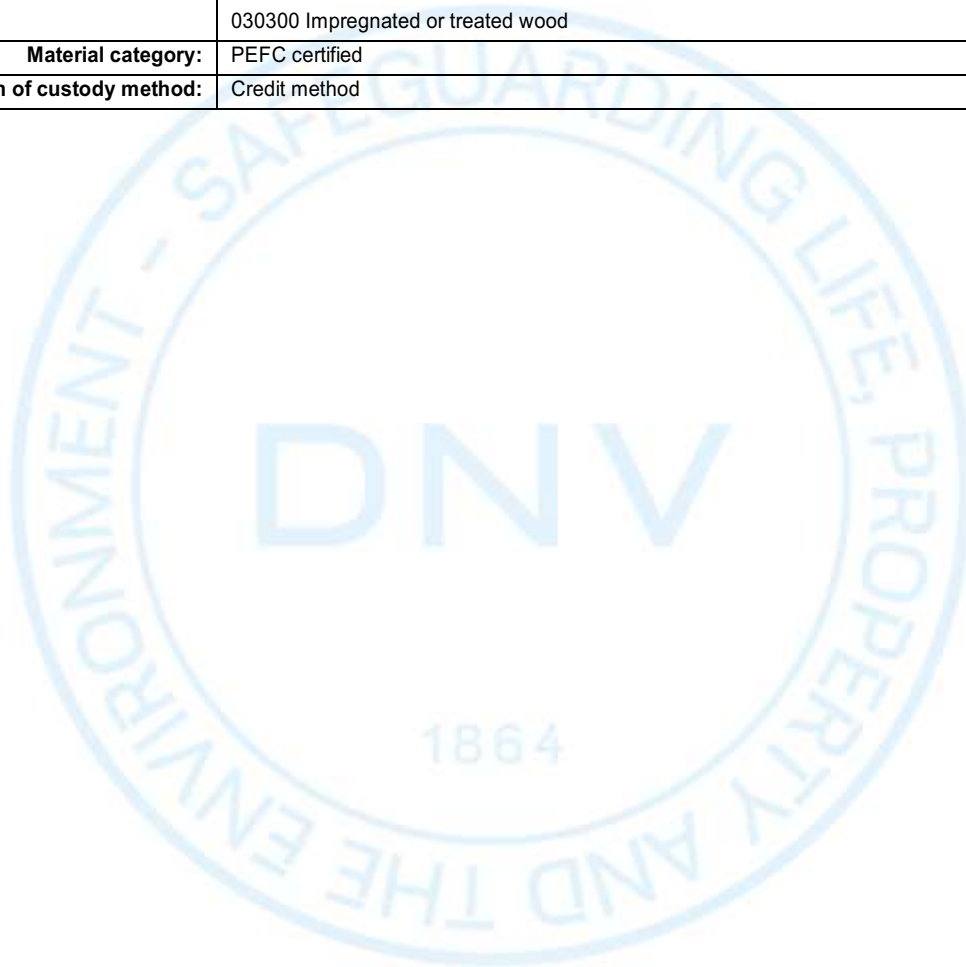 030300 Impregnated or treated wood
Material category: PEFC certified
n of custody method: Credit method
SAFEGUARDING LIFE, PROPERTY AND THE ENVIRONMENT -
DNV
1864